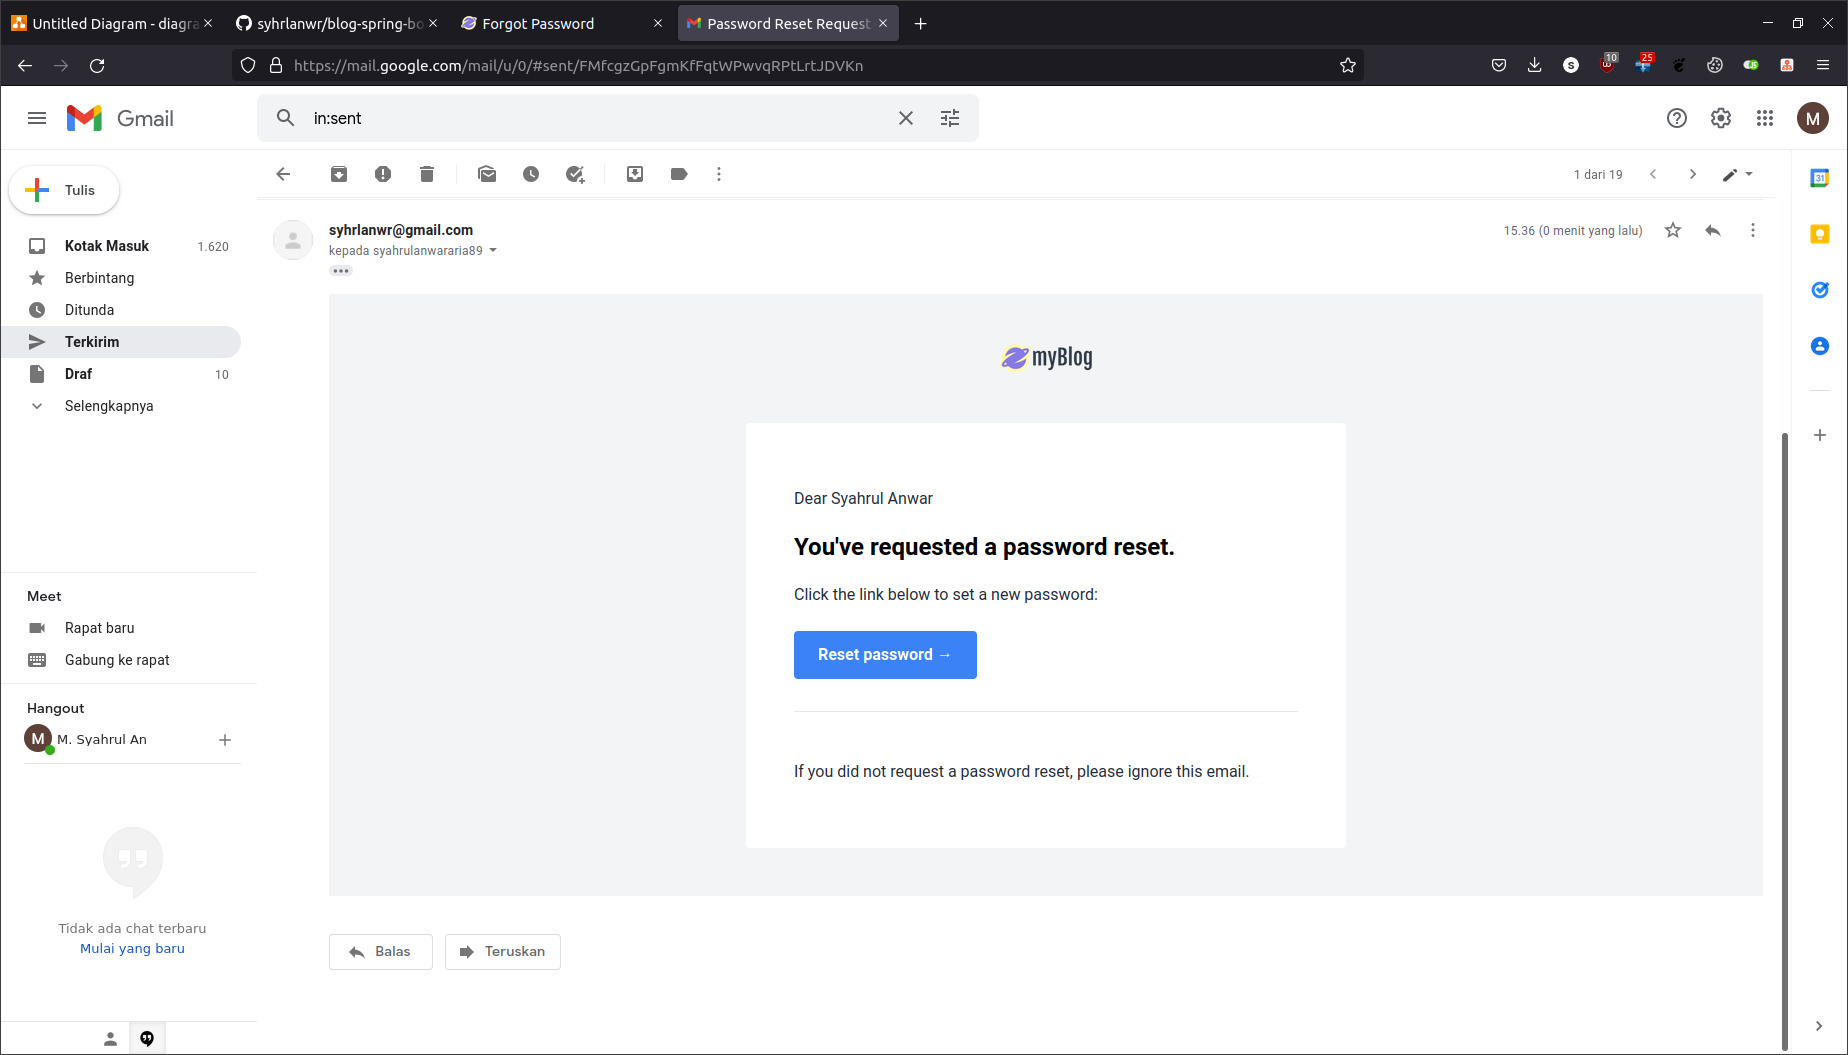 Untitled Diagram - diagra
syhrlanwr/blog-spring-bo
Forgot Password
Password Reset Request
https://mail.google.com/mail/u/0/#sent/FMfcgzGpFgmKfFqtWPwvqRPtLrtJDVKn
S
10
25
JS
Gmail
in:sent
M
Tulis
1 dari 19
31
Kotak Masuk 1.620
Berbintang
Ditunda
Terkirim
Draf 10
Selengkapnya
syhrlanwr@gmail.com
15.36 (0 menit yang lalu)
kepada syahrulanwararia89
myBlog
Dear Syahrul Anwar
You've requested a password reset.
Click the link below to set a new password:
Reset password →
If you did not request a password reset, please ignore this email.
Meet
Rapat baru
Gabung ke rapat
Hangout
M M. Syahrul An
Tidak ada chat terbaru
Mulai yang baru
Balas
Teruskan